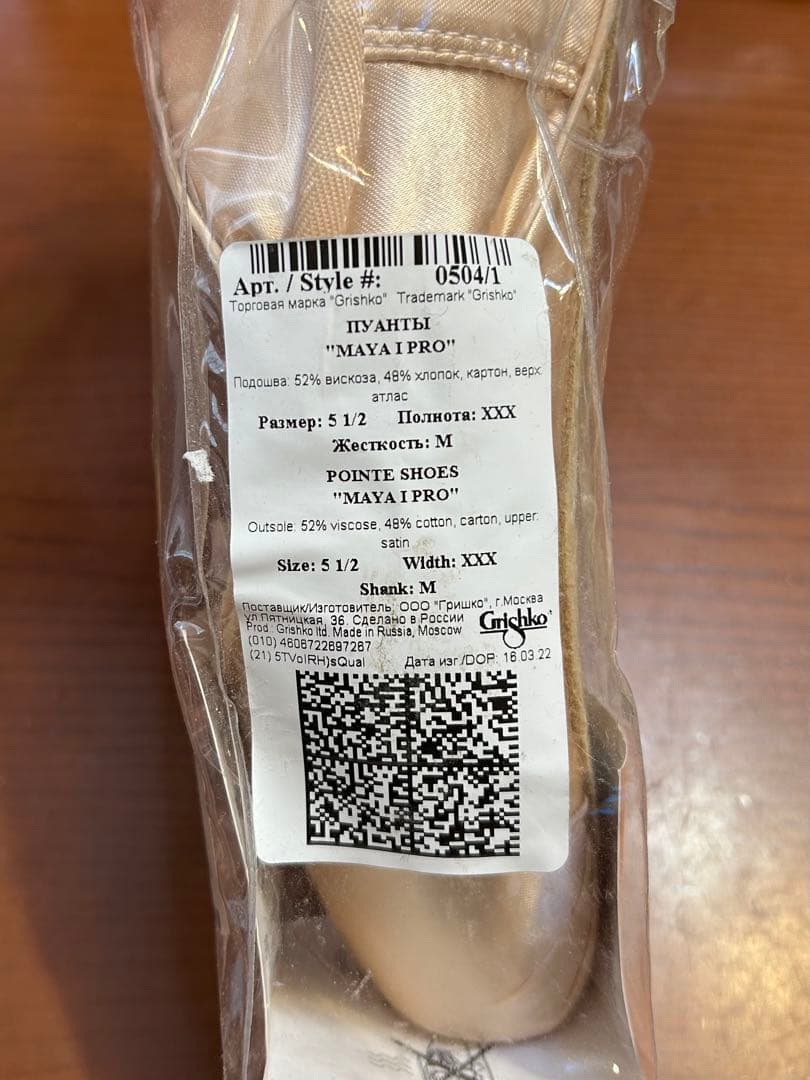 Арт. / Style #: 0504/1
Торговая марка "Grishko" Trademark "Grishko"
ПУАНТЫ
"MAYA I PRO"
Подошва: 52% вискоза, 48% хлопок, картон, верх:
атлас
Размер: 5 1/2 Полнота: XXX
Жесткость: М
POINTE SHOES
"MAYA I PRO"
Outsole: 52% viscose, 48% cotton, carton, upper:
satin
Size: 5 1/2 Width: XXX
Shank: M
Поставщик/Изготовитель: ООО "Гришко", г.Москва
ул.Пятницкая, 36. Сделано в России
Prod.: Grishko ltd. Made in Russia, Moscow
Grishko
(010) 4606722697267
(21) 5TVoIRH)sQual Дата изг./DOP: 16.03.22